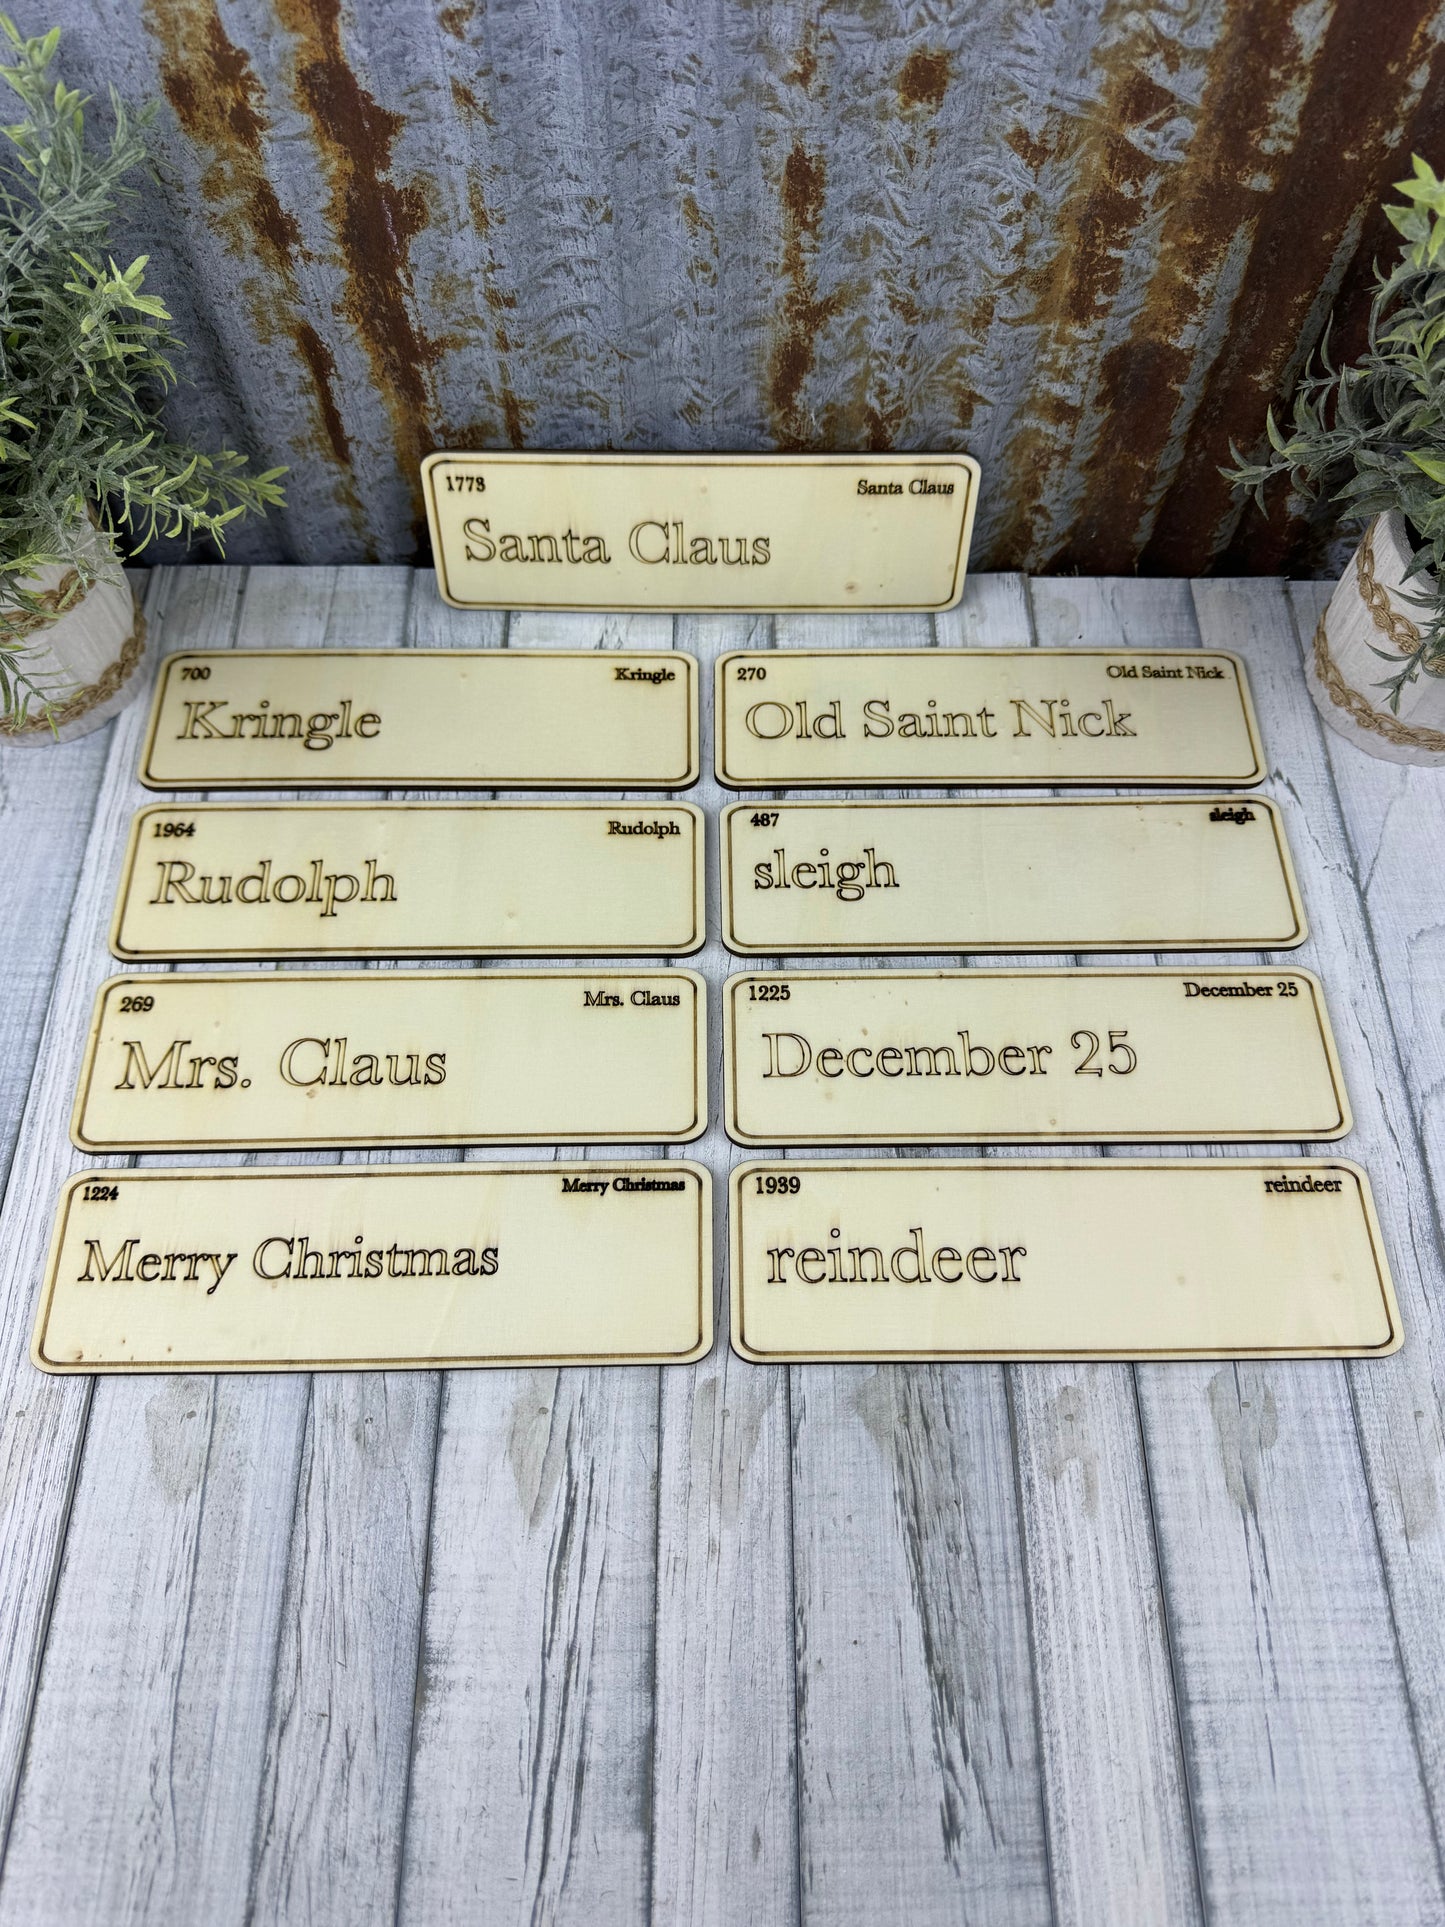 1773 Santa Claus
Santa Claus
700 Kringle
Kringle
270 Old Saint Nick
Old Saint Nick
1964 Rudolph
Rudolph
487 sleigh
sleigh
269 Mrs. Claus
Mrs. Claus
1225 December 25
December 25
1224 Merry Christmas
Merry Christmas
1939 reindeer
reindeer